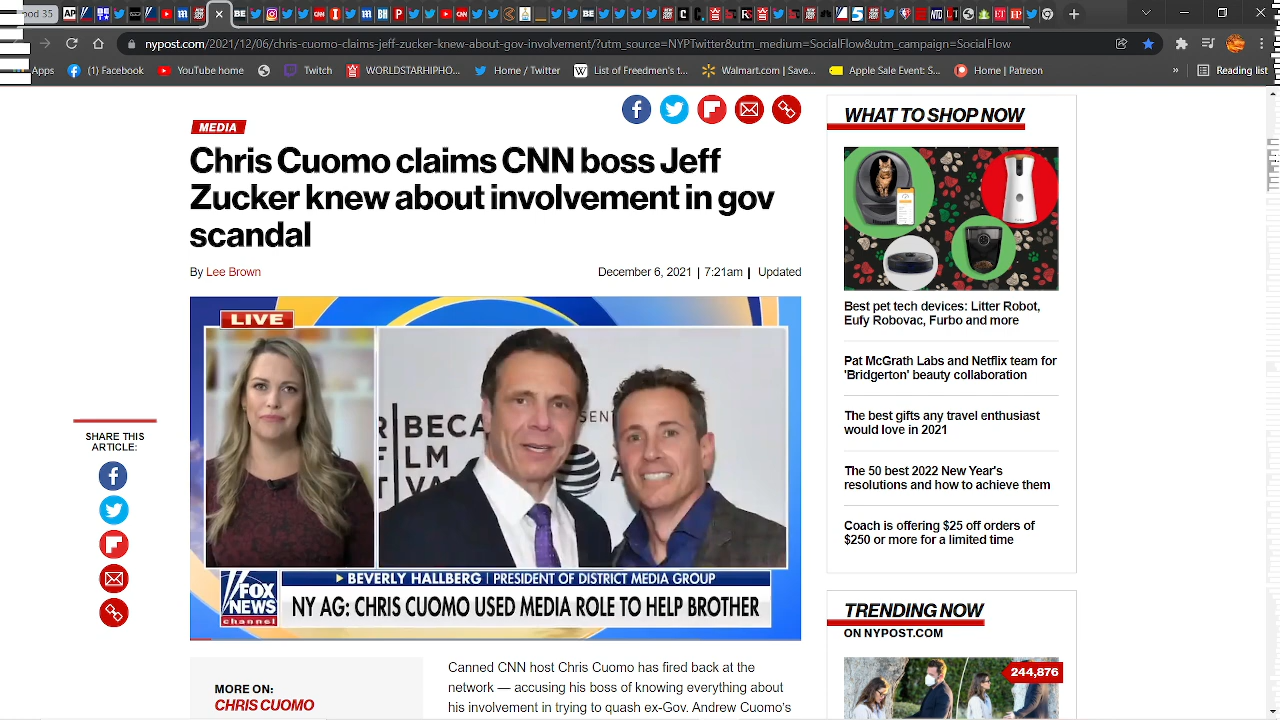 nypost.com/2021/12/06/chris-cuomo-claims-jeff-zucker-knew-about-gov-involvement/?utm_source=NYPTwitter&utm_medium=SocialFlow&utm_campaign=SocialFlow
Apps
(1) Facebook
YouTube home
Twitch
WORLDSTARHIPHO...
Home / Twitter
List of Freedmen's t...
Walmart.com | Save...
Apple Sale Event: S...
Home | Patreon
»
Reading list
MEDIA
Chris Cuomo claims CNN boss Jeff
Zucker knew about involvement in gov
scandal
By Lee Brown
December 6, 2021 | 7:21am | Updated
LIVE
BECA
SENT
FILM
BEVERLY HALLBERG | PRESIDENT OF DISTRICT MEDIA GROUP
FOX
NEWS
channel
NY AG: CHRIS CUOMO USED MEDIA ROLE TO HELP BROTHER
SHARE THIS
ARTICLE:
MORE ON:
CHRIS CUOMO
Canned CNN host Chris Cuomo has fired back at the
network — accusing his boss of knowing everything about
his involvement in trying to quash ex-Gov. Andrew Cuomo's
WHAT TO SHOP NOW
Best pet tech devices: Litter Robot,
Eufy Robovac, Furbo and more
Pat McGrath Labs and Netflix team for
'Bridgerton' beauty collaboration
The best gifts any travel enthusiast
would love in 2021
The 50 best 2022 New Year's
resolutions and how to achieve them
Coach is offering $25 off orders of
$250 or more for a limited time
TRENDING NOW
ON NYPOST.COM
244,876